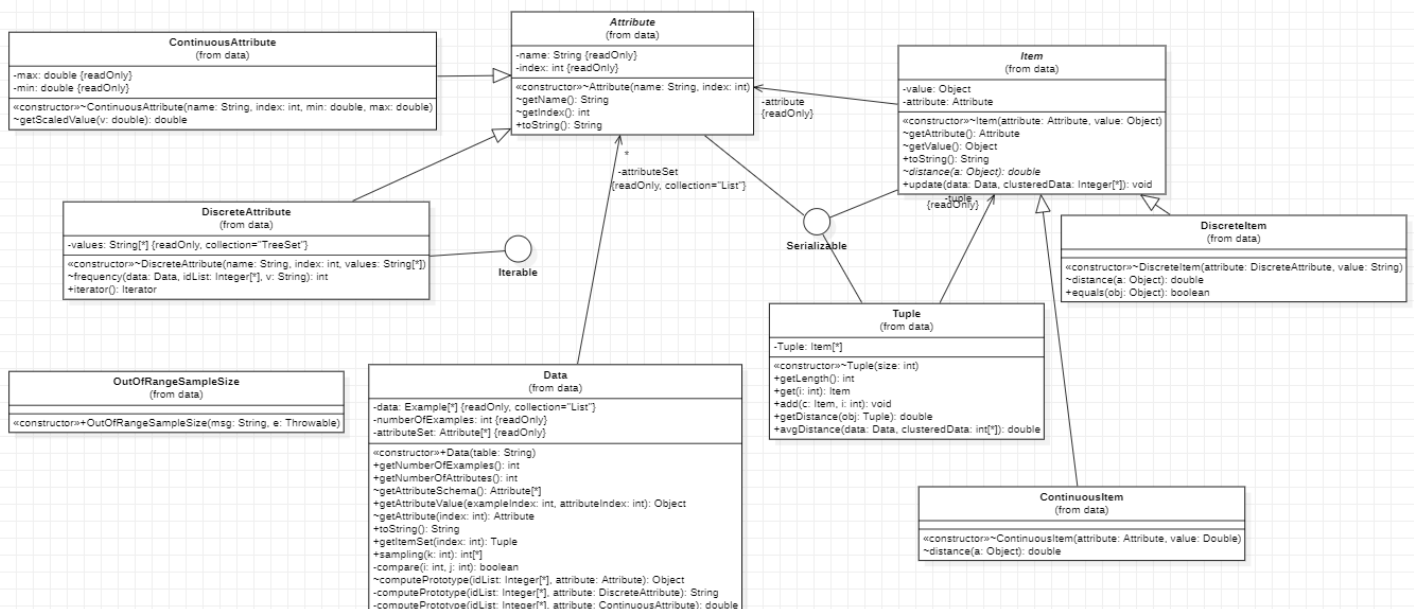 Attribute
(from data)
-name: String {readOnly}
-index: int {readOnly}
«constructor»~Attribute(name: String, index: int)
~getName(): String
~getIndex(): int
+toString(): String
ContinuousAttribute
(from data)
-max: double {readOnly}
-min: double {readOnly}
«constructor»~ContinuousAttribute(name: String, index: int, min: double, max: double)
~getScaledValue(v: double): double
Item
(from data)
-value: Object
-attribute: Attribute
«constructor»~Item(attribute: Attribute, value: Object)
~getAttribute(): Attribute
~getValue(): Object
+toString(): String
~distance(a: Object): double
+update(data: Data, clusteredData: Integer[*]): void
-attribute
{readOnly}
*
-attributeSet
{readOnly, collection="List"}
-tuple
{readOnly}
DiscreteAttribute
(from data)
-values: String[*] {readOnly, collection="TreeSet"}
«constructor»~DiscreteAttribute(name: String, index: int, values: String[*])
~frequency(data: Data, idList: Integer[*], v: String): int
+iterator(): Iterator
Iterable
Serializable
DiscreteItem
(from data)
«constructor»~DiscreteItem(attribute: DiscreteAttribute, value: String)
~distance(a: Object): double
+equals(obj: Object): boolean
Tuple
(from data)
-Tuple: Item[*]
«constructor»~Tuple(size: int)
+getLength(): int
+get(i: int): Item
+add(c: Item, i: int): void
+getDistance(obj: Tuple): double
+avgDistance(data: Data, clusteredData: int[*]): double
OutOfRangeSampleSize
(from data)
«constructor»+OutOfRangeSampleSize(msg: String, e: Throwable)
Data
(from data)
-data: Example[*] {readOnly, collection="List"}
-numberOfExamples: int {readOnly}
-attributeSet: Attribute[*] {readOnly}
«constructor»+Data(table: String)
+getNumberOfExamples(): int
+getNumberOfAttributes(): int
~getAttributeSchema(): Attribute[*]
+getAttributeValue(exampleIndex: int, attributeIndex: int): Object
~getAttribute(index: int): Attribute
+toString(): String
+getItemSet(index: int): Tuple
+sampling(k: int): int[*]
-compare(i: int, j: int): boolean
~computePrototype(idList: Integer[*], attribute: Attribute): Object
-computePrototype(idList: Integer[*], attribute: DiscreteAttribute): String
-computePrototype(idList: Integer[*], attribute: ContinuousAttribute): double
ContinuousItem
(from data)
«constructor»~ContinuousItem(attribute: Attribute, value: Double)
~distance(a: Object): double